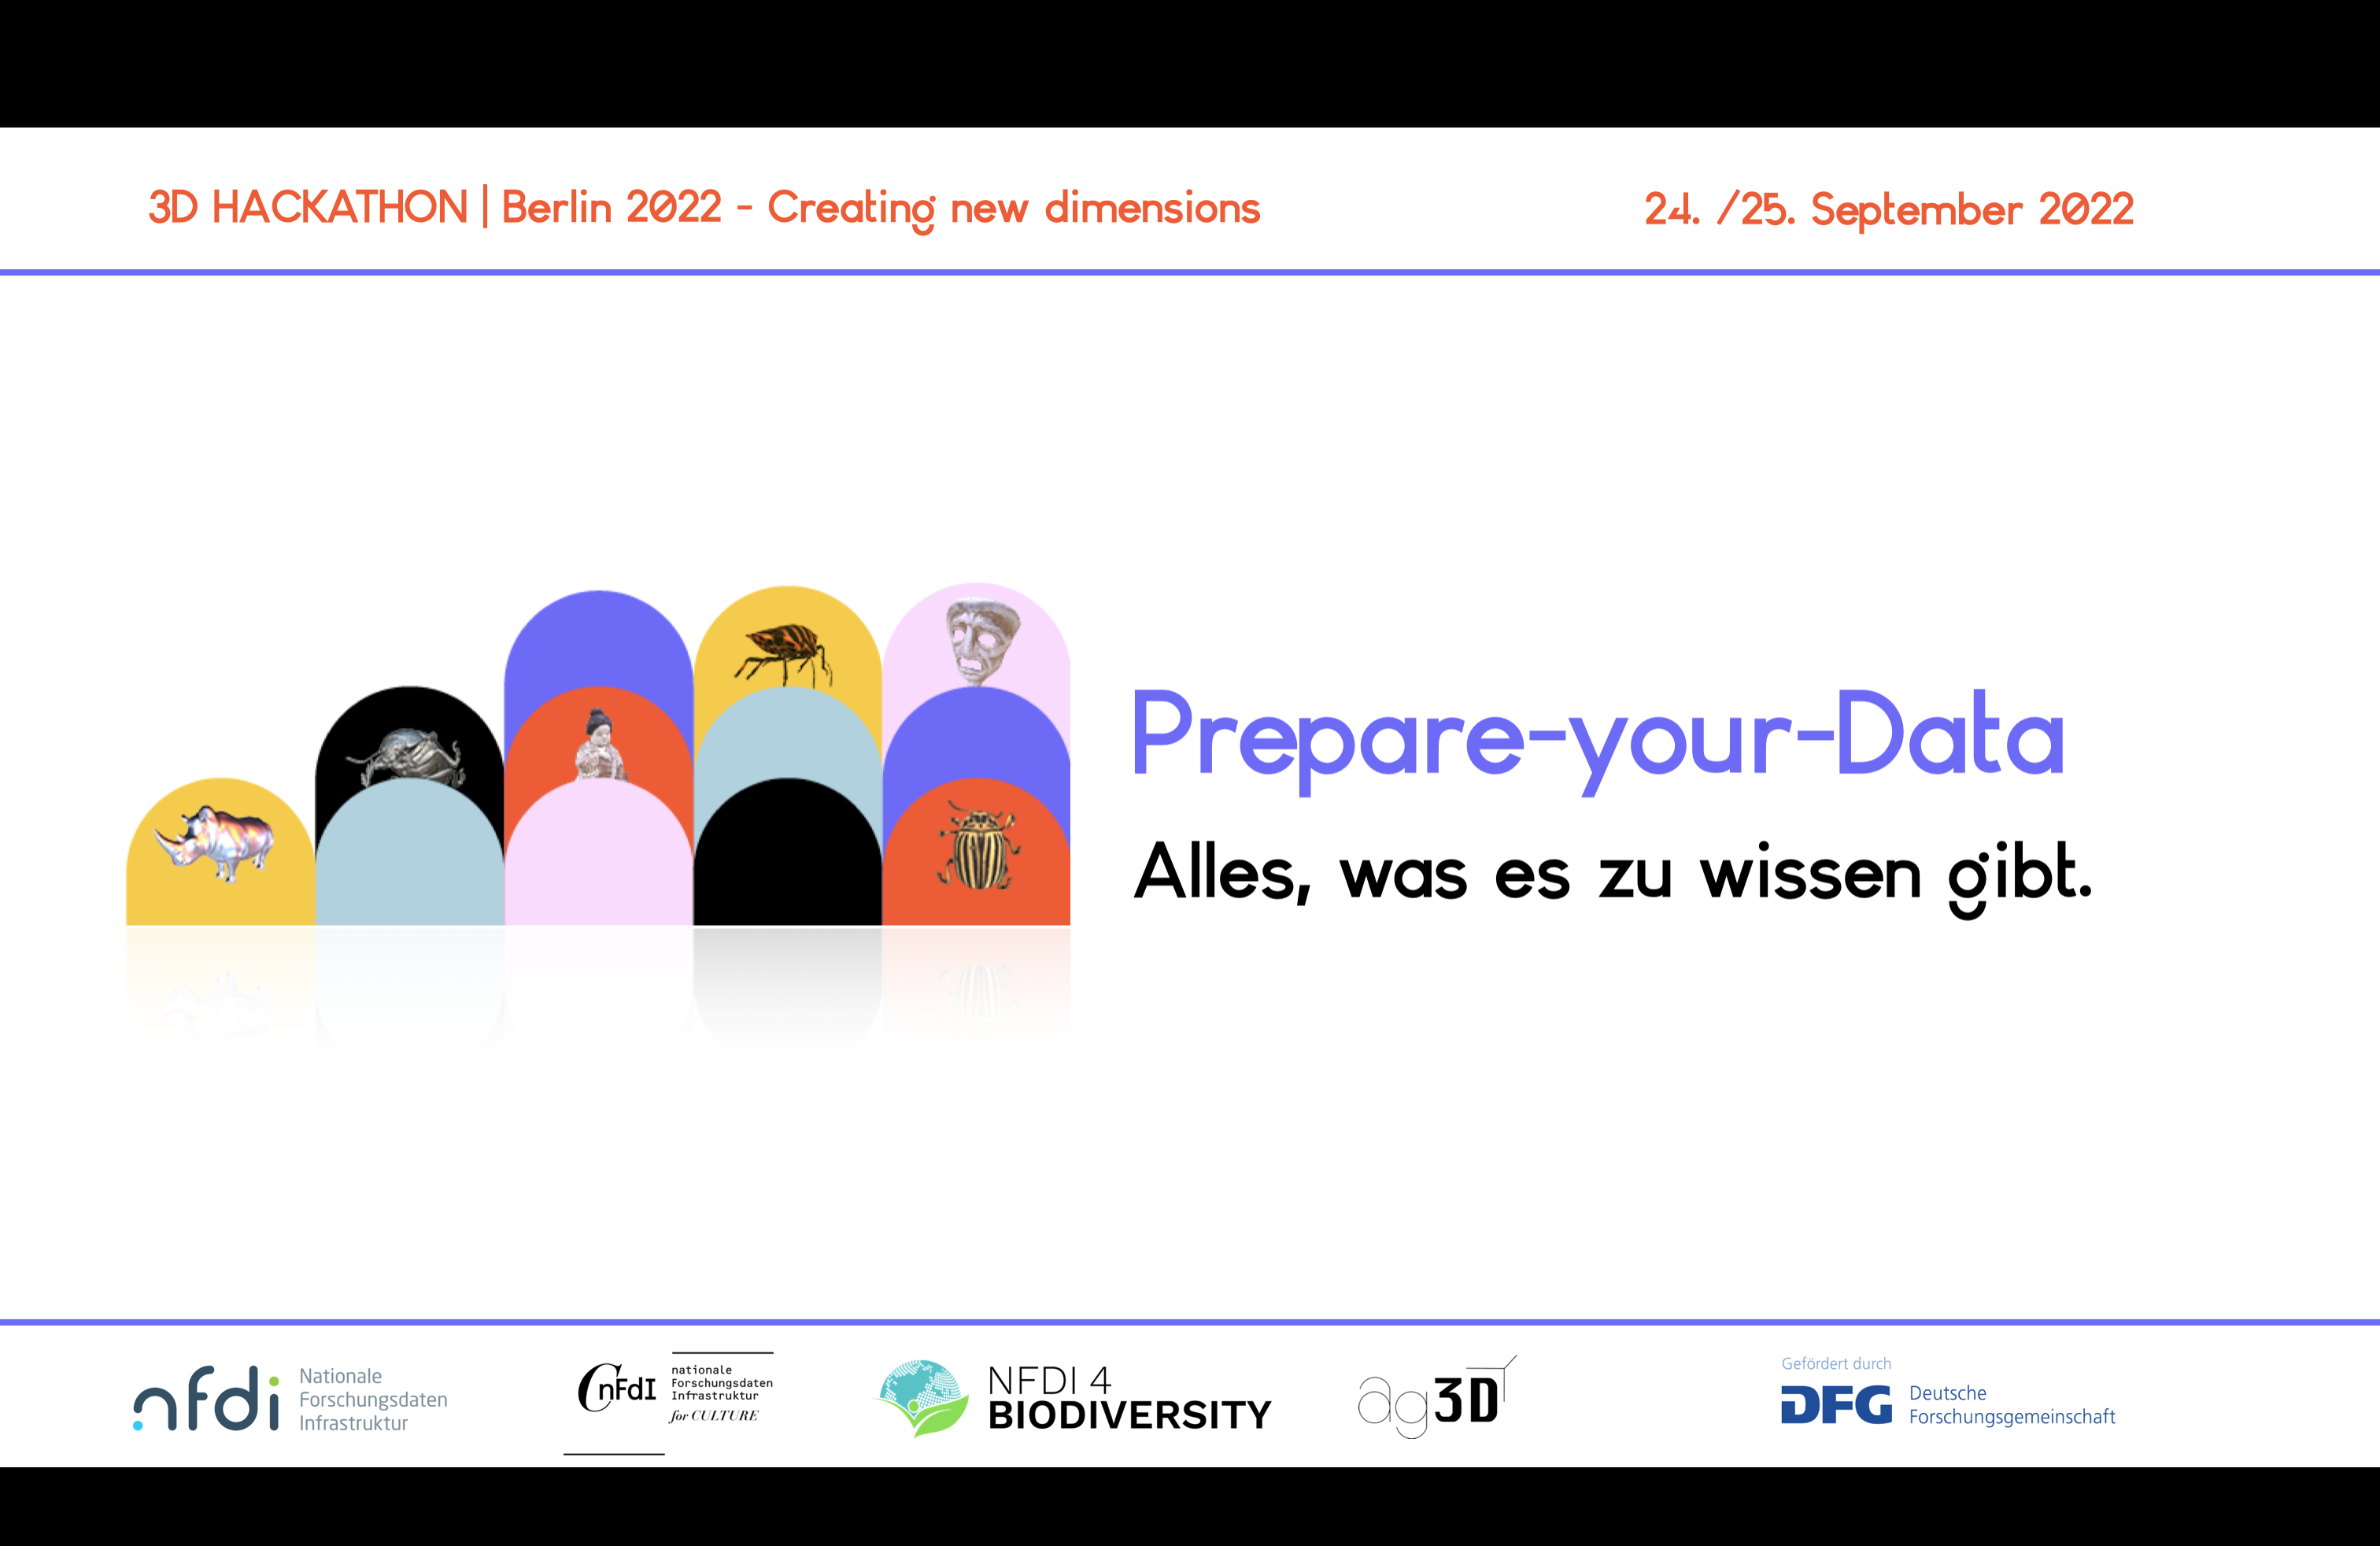 3D HACKATHON | Berlin 2022 - Creating new dimensions
24. /25. September 2022
Prepare-your-Data
Alles, was es zu wissen gibt.
nfdi
Nationale
Forschungsdaten
Infrastruktur
CnFdI
nationale
Forschungsdaten
Infrastruktur
for CULTURE
NFDI 4
BIODIVERSITY
ag3D
Gefördert durch
DFG
Deutsche
Forschungsgemeinschaft